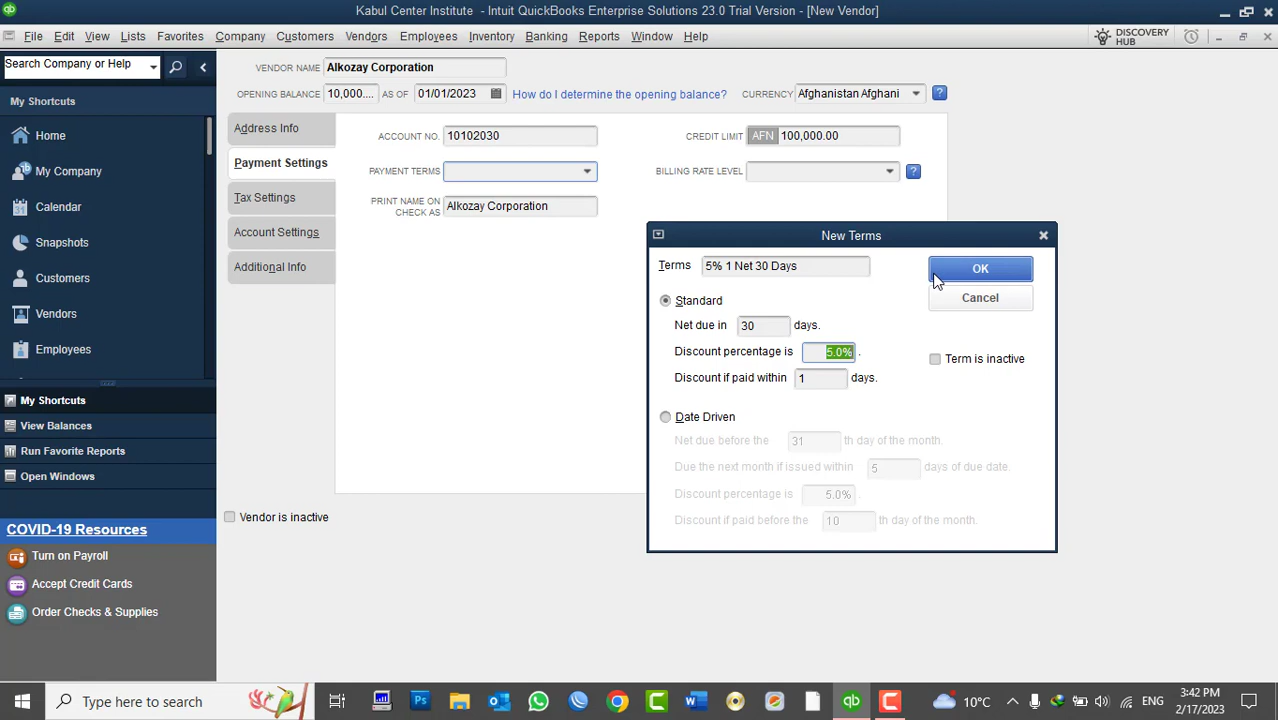 Kabul Center Institute - Intuit QuickBooks Enterprise Solutions 23.0 Trial Version - [New Vendor]
File Edit View Lists Favorites Company Customers Vendors Employees Inventory Banking Reports Window Help
DISCOVERY HUB
Search Company or Help
My Shortcuts
Home
My Company
Calendar
Snapshots
Customers
Vendors
Employees
My Shortcuts
View Balances
Run Favorite Reports
Open Windows
COVID-19 Resources
Turn on Payroll
Accept Credit Cards
Order Checks & Supplies
VENDOR NAME Alkozay Corporation
OPENING BALANCE 10,000.... AS OF 01/01/2023 How do I determine the opening balance? CURRENCY Afghanistan Afghani ?
Address Info
Payment Settings
Tax Settings
Account Settings
Additional Info
ACCOUNT NO. 10102030 CREDIT LIMIT AFN 100,000.00
PAYMENT TERMS BILLING RATE LEVEL ?
PRINT NAME ON CHECK AS Alkozay Corporation
Vendor is inactive
New Terms
Terms 5% 1 Net 30 Days OK
Cancel
Standard
Net due in 30 days.
Discount percentage is 5.0% .
Term is inactive
Discount if paid within 1 days.
Date Driven
Net due before the 31 th day of the month.
Due the next month if issued within 5 days of due date.
Discount percentage is 5.0% .
Discount if paid before the 10 th day of the month.
Type here to search
10°C ENG 3:42 PM
2/17/2023